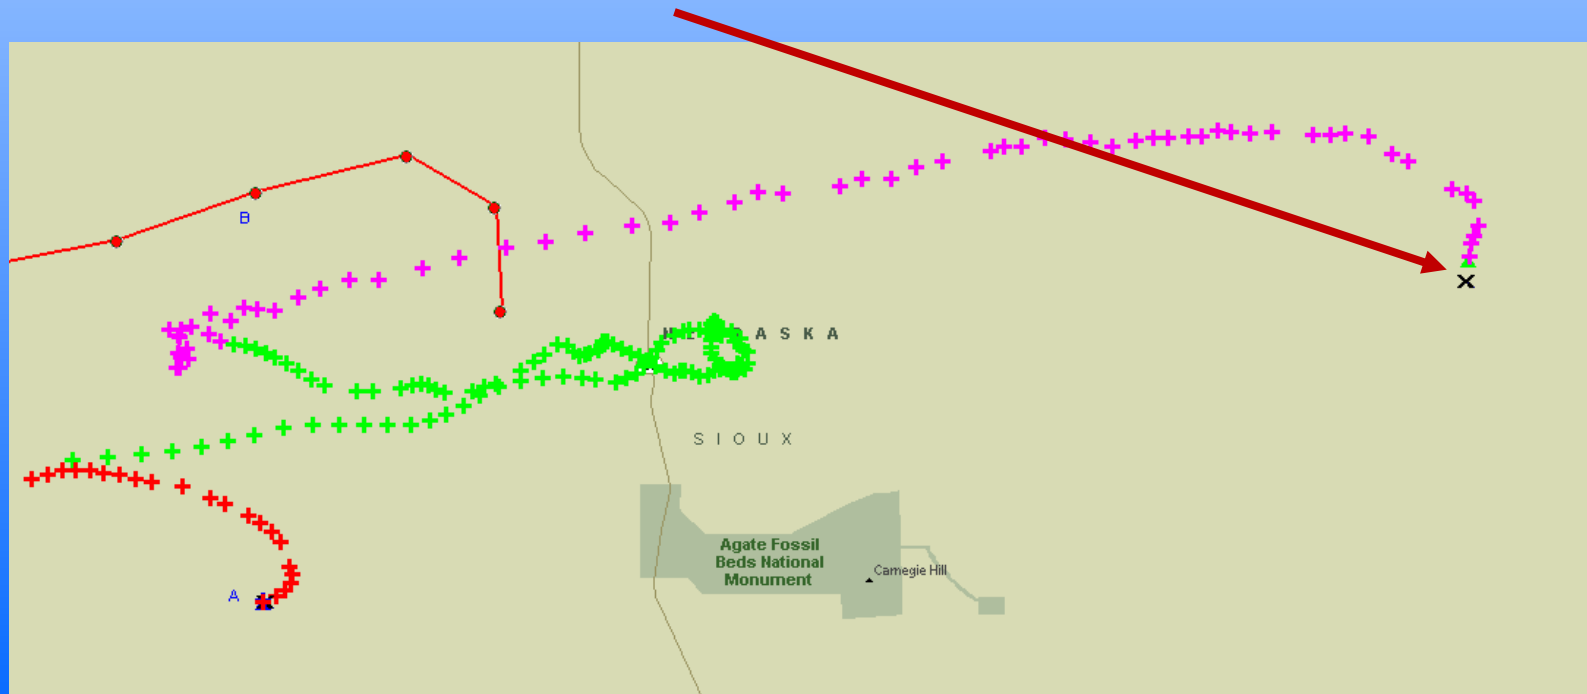 B
N E B R A S K A
S I O U X
Agate Fossil
Beds National
Monument
Carnegie Hill
A